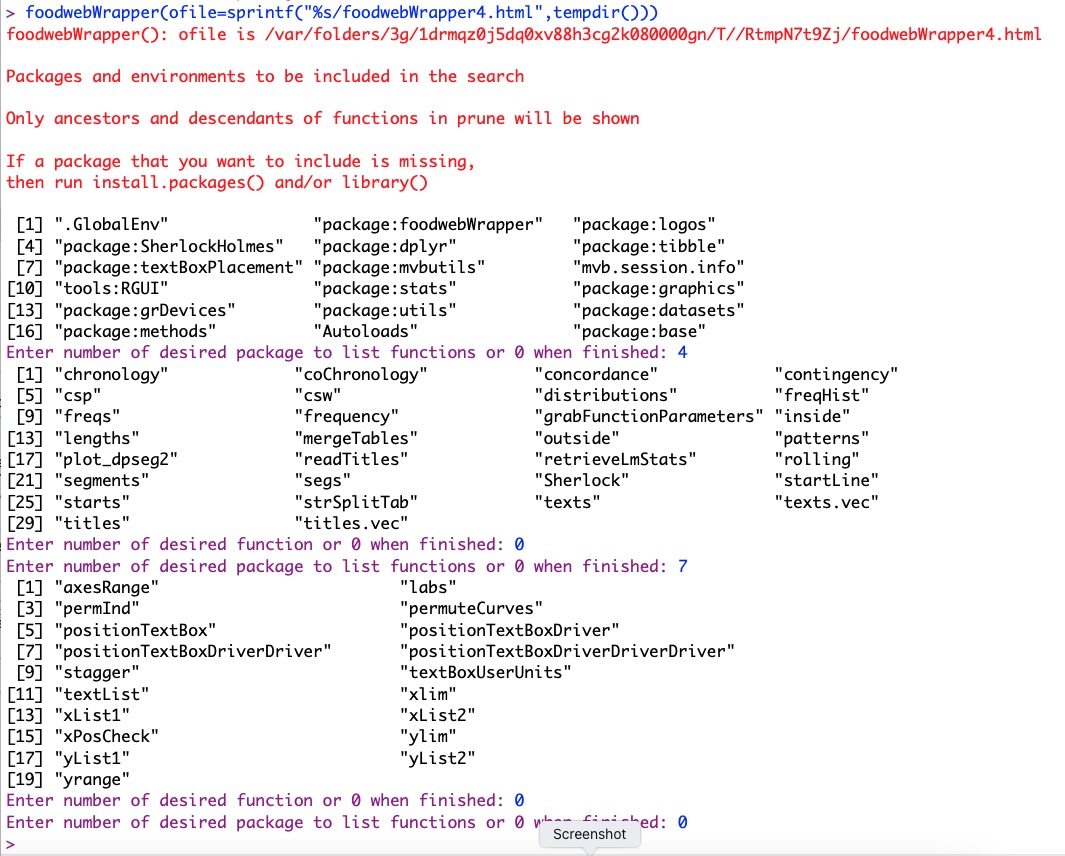 > foodwebWrapper(ofile=sprintf("%s/foodwebWrapper4.html",tempdir()))
foodwebWrapper(): ofile is /var/folders/3g/1drmqz0j5dq0xv88h3cg2k080000gn/T//RtmpN7t9Zj/foodwebWrapper4.html
Packages and environments to be included in the search
Only ancestors and descendants of functions in prune will be shown
If a package that you want to include is missing,
then run install.packages() and/or library()
[1] ".GlobalEnv" "package:foodwebWrapper" "package:logos"
[4] "package:SherlockHolmes" "package:dplyr" "package:tibble"
[7] "package:textBoxPlacement" "package:mvbutils" "mvb.session.info"
[10] "tools:RGUI" "package:stats" "package:graphics"
[13] "package:grDevices" "package:utils" "package:datasets"
[16] "package:methods" "Autoloads" "package:base"
Enter number of desired package to list functions or 0 when finished: 4
[1] "chronology" "coChronology" "concordance" "contingency"
[5] "csp" "csw" "distributions" "freqHist"
[9] "freqs" "frequency" "grabFunctionParameters" "inside"
[13] "lengths" "mergeTables" "outside" "patterns"
[17] "plot_dpseg2" "readTitles" "retrieveLmStats" "rolling"
[21] "segments" "segs" "Sherlock" "startLine"
[25] "starts" "strSplitTab" "texts" "texts.vec"
[29] "titles" "titles.vec"
Enter number of desired function or 0 when finished: 0
Enter number of desired package to list functions or 0 when finished: 7
[1] "axesRange" "labs"
[3] "permInd" "permuteCurves"
[5] "positionTextBox" "positionTextBoxDriver"
[7] "positionTextBoxDriverDriver" "positionTextBoxDriverDriverDriver"
[9] "stagger" "textBoxUserUnits"
[11] "textList" "xlim"
[13] "xList1" "xList2"
[15] "xPosCheck" "ylim"
[17] "yList1" "yList2"
[19] "yrange"
Enter number of desired function or 0 when finished: 0
Enter number of desired package to list functions or 0 when finished: 0
Screenshot
>